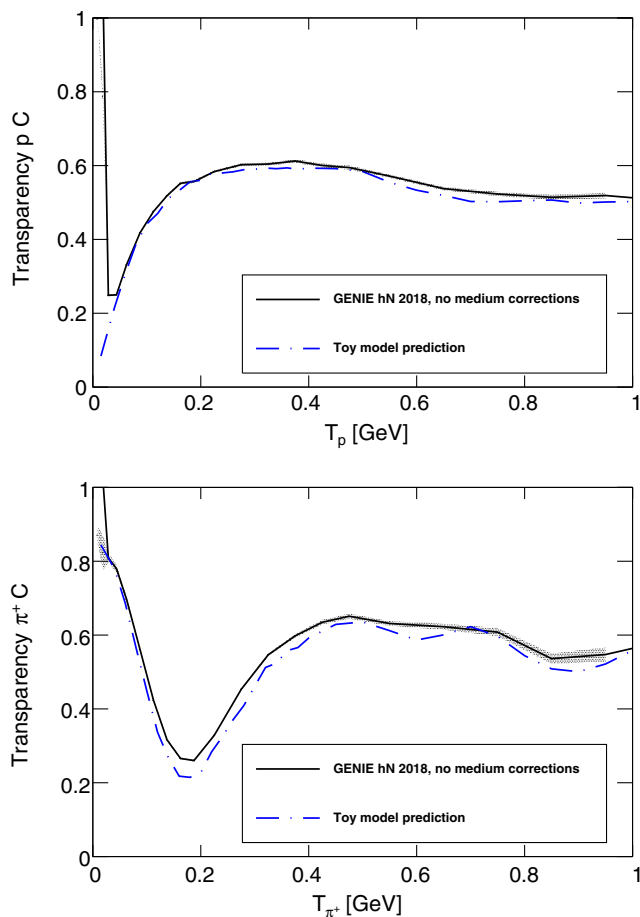 1
0.8
0.6
0.4
0.2
0
Transparency p C
GENIE hN 2018, no medium corrections
Toy model prediction
0 0.2 0.4 0.6 0.8 1
T_p [GeV]
1
0.8
0.6
0.4
0.2
0
Transparency π⁺ C
GENIE hN 2018, no medium corrections
Toy model prediction
0 0.2 0.4 0.6 0.8 1
T_π⁺ [GeV]